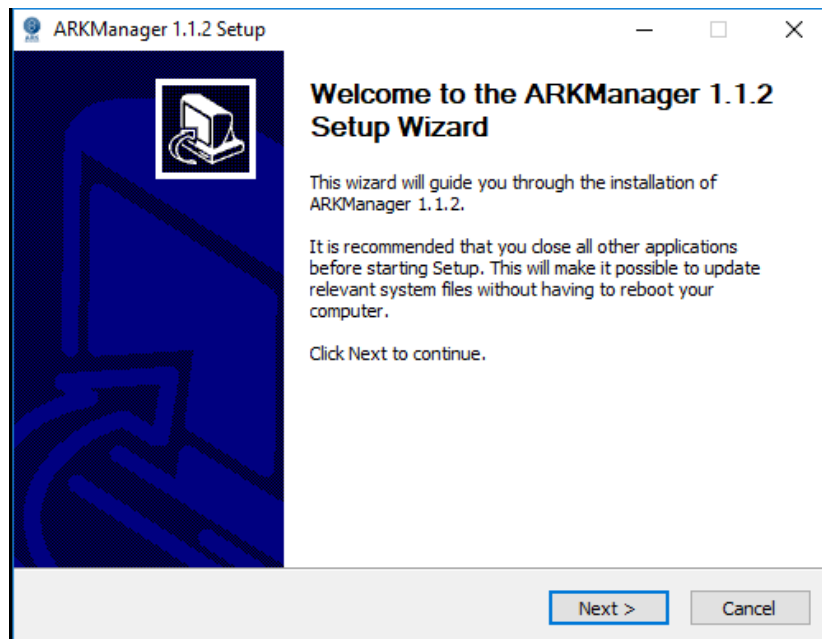 ARKManager 1.1.2 Setup
Welcome to the ARKManager 1.1.2
Setup Wizard
This wizard will guide you through the installation of
ARKManager 1.1.2.
It is recommended that you close all other applications
before starting Setup. This will make it possible to update
relevant system files without having to reboot your
computer.
Click Next to continue.
Next >
Cancel